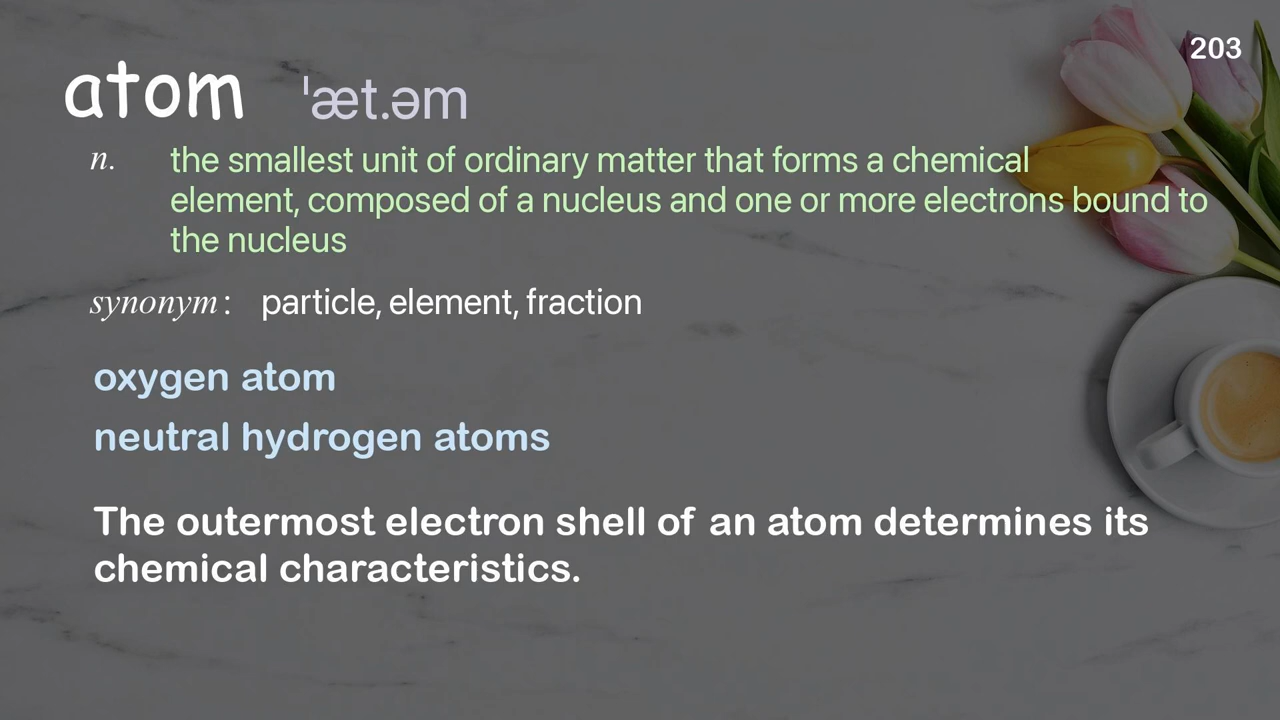 203
atom ˈæt.əm
n. the smallest unit of ordinary matter that forms a chemical
element, composed of a nucleus and one or more electrons bound to
the nucleus
synonym: particle, element, fraction
oxygen atom
neutral hydrogen atoms
The outermost electron shell of an atom determines its
chemical characteristics.